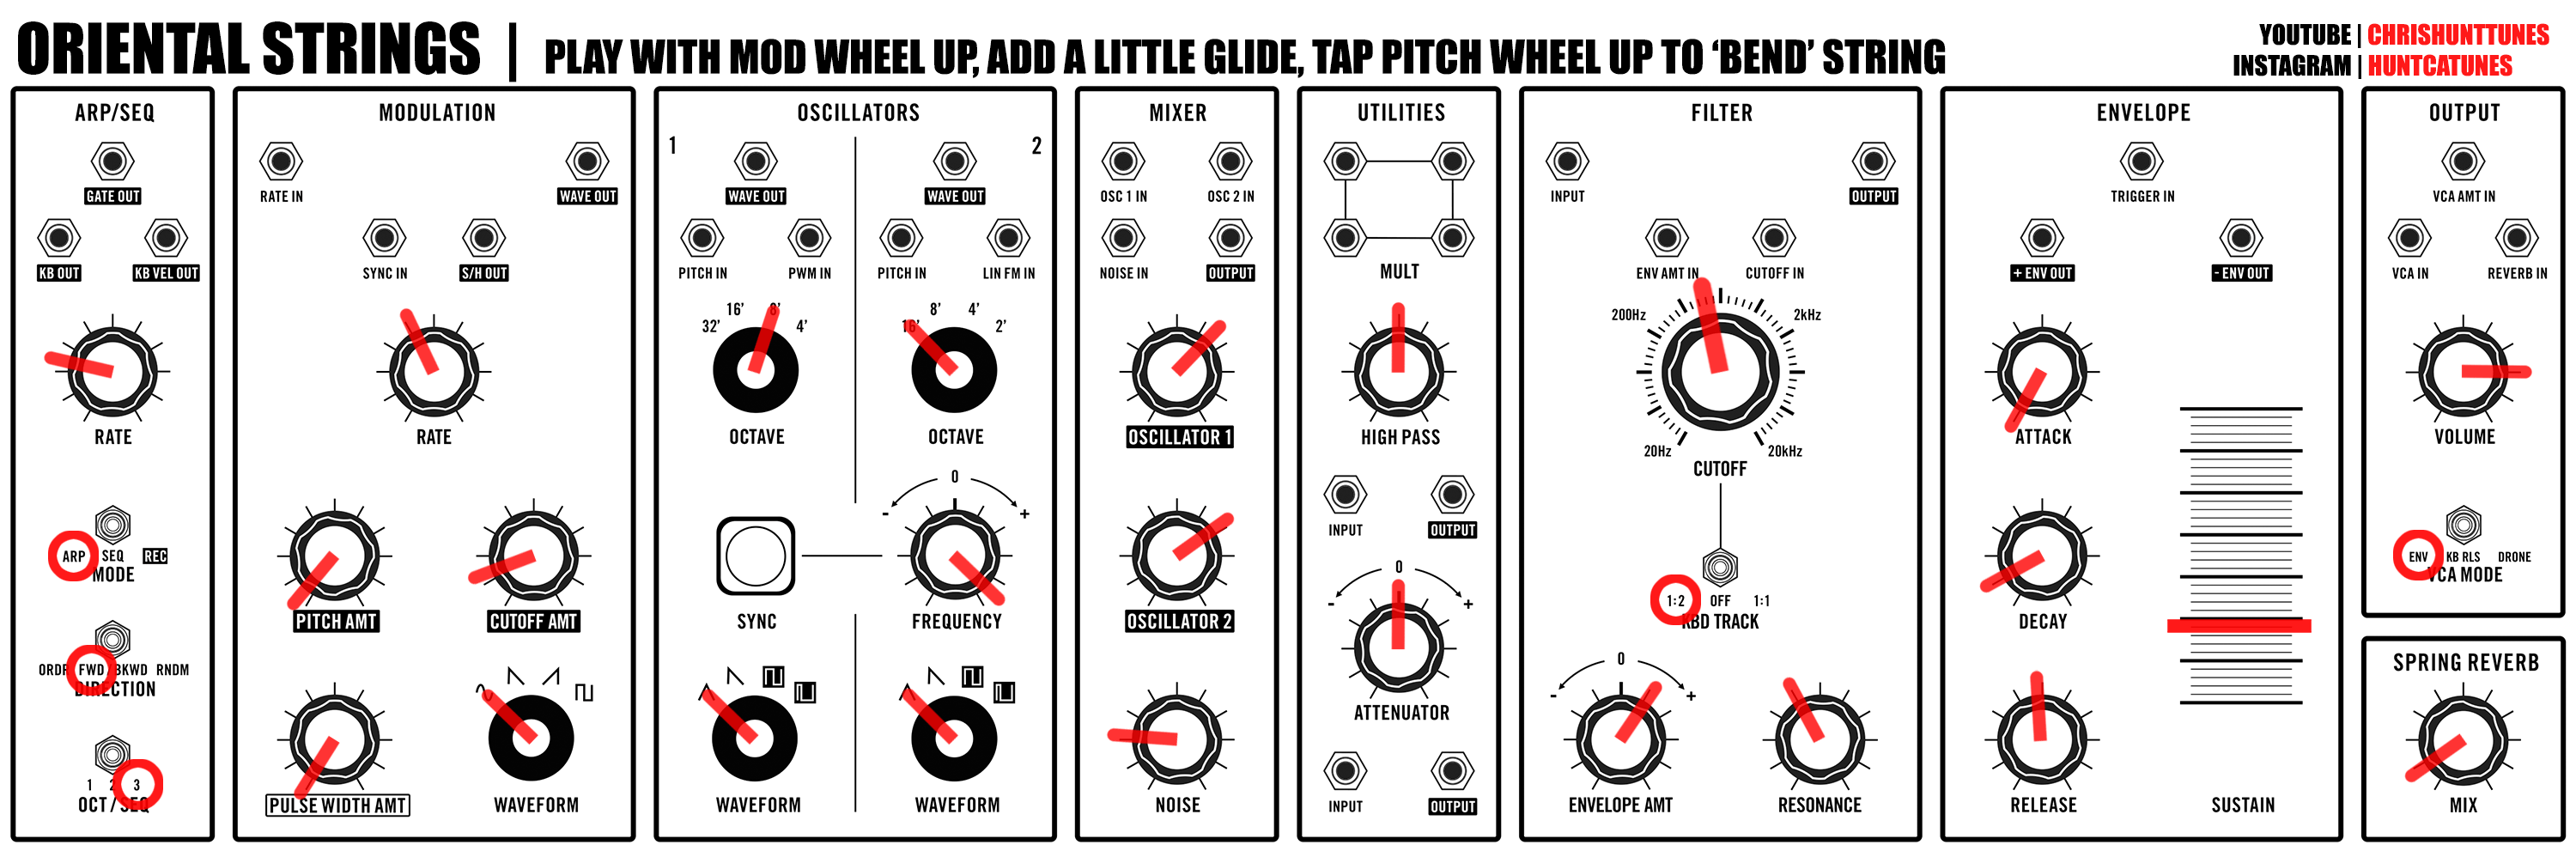 ORIENTAL STRINGS | PLAY WITH MOD WHEEL UP, ADD A LITTLE GLIDE, TAP PITCH WHEEL UP TO ‘BEND’ STRING
YOUTUBE | CHRISHUNTTUNES
INSTAGRAM | HUNTCATUNES
ARP/SEQ
GATE OUT
KB OUT KB VEL OUT
RATE
ARP SEQ REC
MODE
ORDR FWD BKWD RNDM
DIRECTION
1 2 3
OCT / SEQ
MODULATION
RATE IN WAVE OUT
SYNC IN S/H OUT
RATE
PITCH AMT CUTOFF AMT
PULSE WIDTH AMT WAVEFORM
OSCILLATORS
1 2
WAVE OUT WAVE OUT
PITCH IN PWM IN PITCH IN LIN FM IN
32’ 16’ 8’ 4’ 16’ 8’ 4’ 2’
OCTAVE OCTAVE
- 0 +
SYNC FREQUENCY
WAVEFORM WAVEFORM
MIXER
OSC 1 IN OSC 2 IN
NOISE IN OUTPUT
OSCILLATOR 1
OSCILLATOR 2
NOISE
UTILITIES
MULT
HIGH PASS
INPUT OUTPUT
- 0 +
ATTENUATOR
INPUT OUTPUT
FILTER
INPUT OUTPUT
ENV AMT IN CUTOFF IN
200Hz 2kHz
20Hz 20kHz
CUTOFF
1:2 OFF 1:1
KBD TRACK
- 0 +
ENVELOPE AMT RESONANCE
ENVELOPE
TRIGGER IN
+ ENV OUT - ENV OUT
ATTACK
DECAY
RELEASE SUSTAIN
OUTPUT
VCA AMT IN
VCA IN REVERB IN
VOLUME
ENV KB RLS DRONE
VCA MODE
SPRING REVERB
MIX